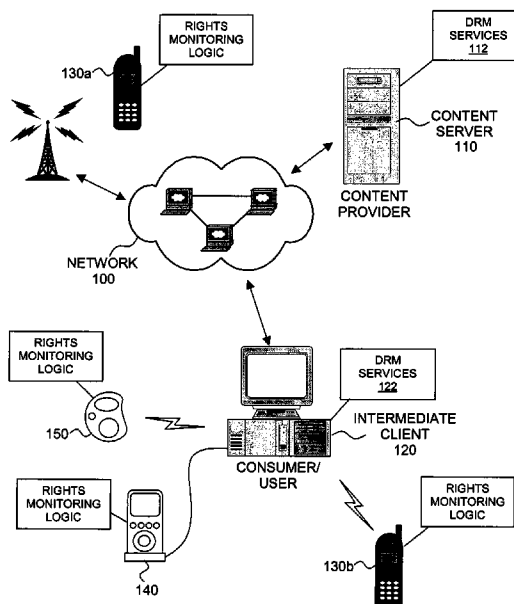 RIGHTS
MONITORING
LOGIC
130a
DRM
SERVICES
112
CONTENT
SERVER
110
CONTENT
PROVIDER
NETWORK
100
RIGHTS
MONITORING
LOGIC
150
DRM
SERVICES
122
INTERMEDIATE
CLIENT
120
CONSUMER/
USER
RIGHTS
MONITORING
LOGIC
140
RIGHTS
MONITORING
LOGIC
130b